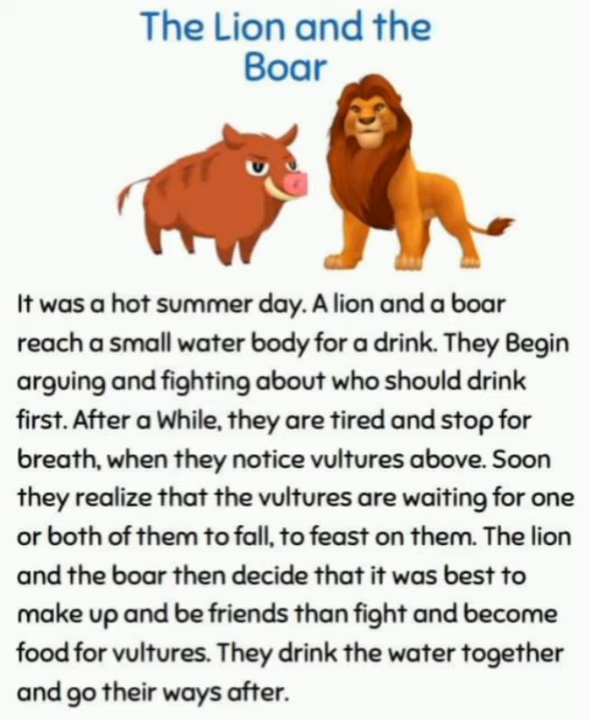 The Lion and the
Boar
It was a hot summer day. A lion and a boar
reach a small water body for a drink. They Begin
arguing and fighting about who should drink
first. After a While, they are tired and stop for
breath, when they notice vultures above. Soon
they realize that the vultures are waiting for one
or both of them to fall, to feast on them. The lion
and the boar then decide that it was best to
make up and be friends than fight and become
food for vultures. They drink the water together
and go their ways after.